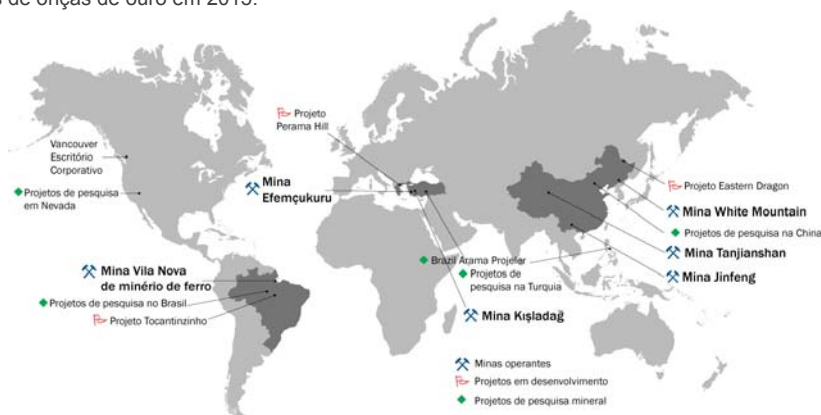 de onças de ouro em 2015.
Projeto
Perama Hill
Vancouver
Escritório
Corporativo
Projetos de pesquisa
em Nevada
Mina
Efemçukuru
Projeto Eastern Dragon
Mina White Mountain
Projetos de pesquisa na China
Mina Tanjianshan
Mina Jinfeng
Brazil Arama Projeler
Projetos de
pesquisa na Turquia
Mina Vila Nova
de minério de ferro
Projetos de pesquisa no Brasil
Projeto Tocantinzinho
Mina Kışladağ
Minas operantes
Projetos em desenvolvimento
Projetos de pesquisa mineral